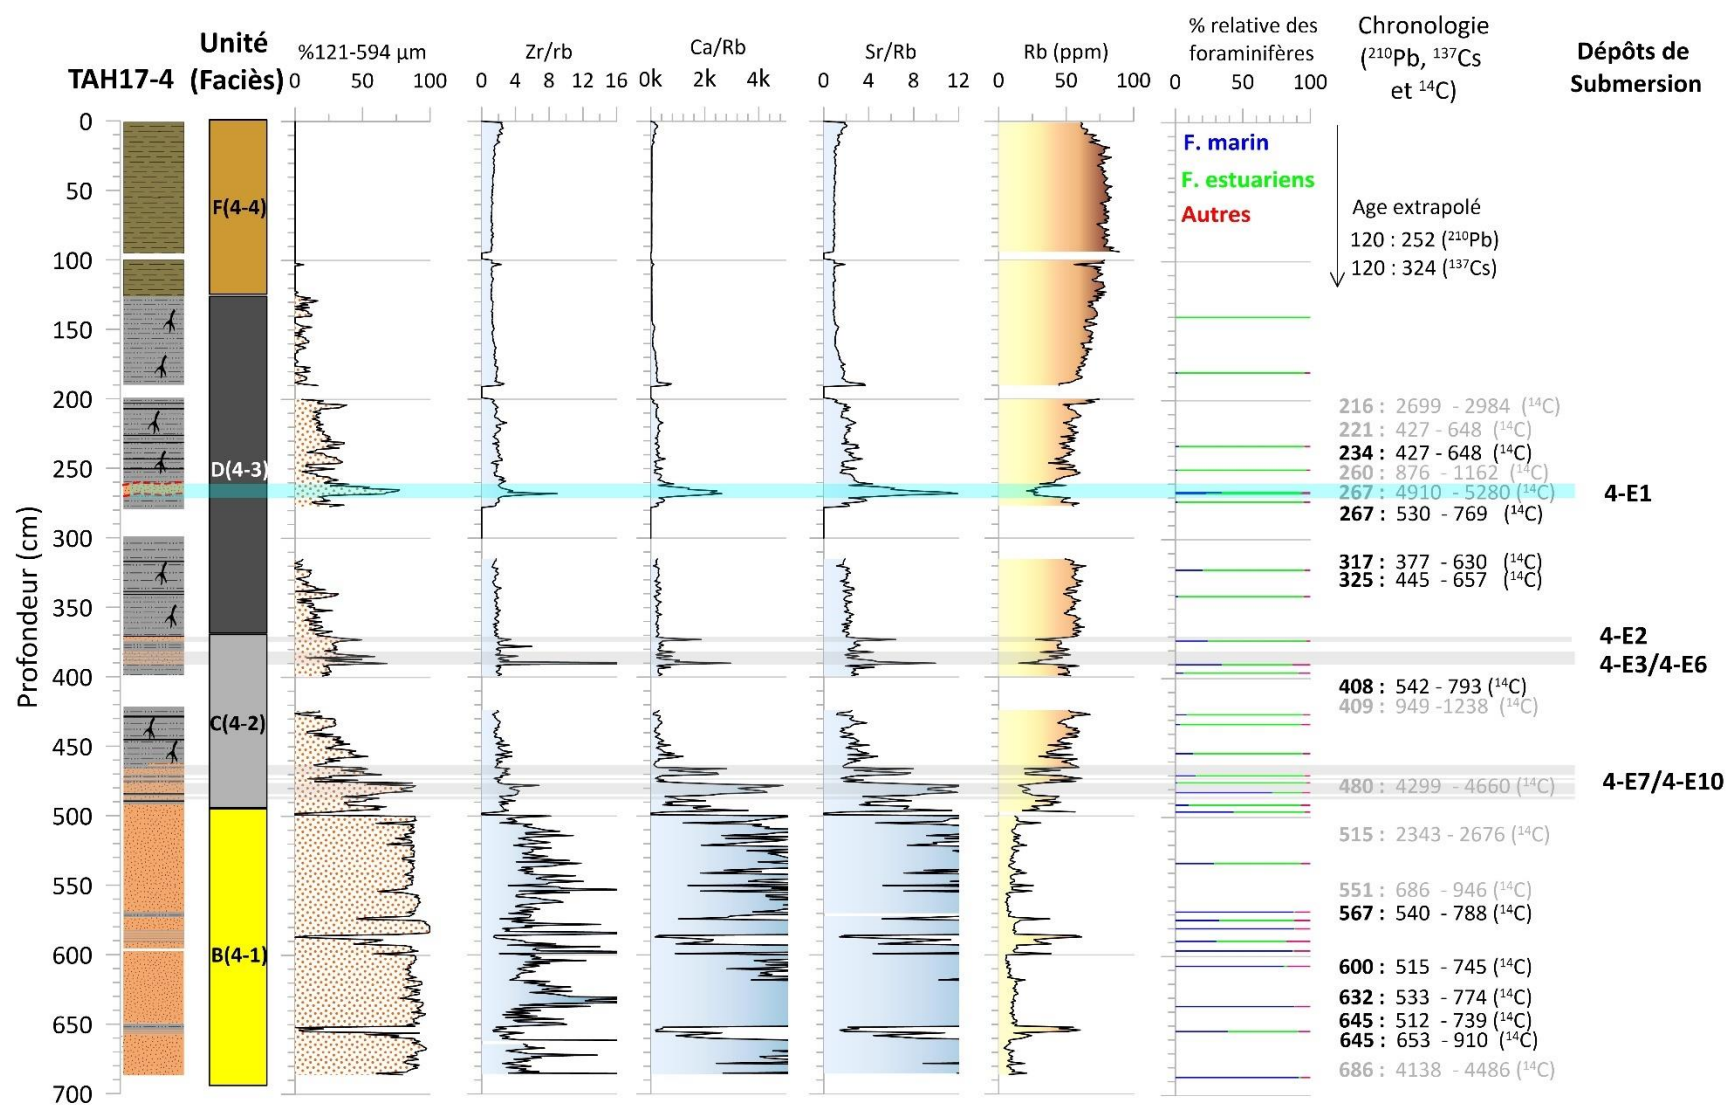 TAH17-4
Unité
(Faciès)
%121-594 µm
0 50 100
Zr/rb
0 4 8 12 16
Ca/Rb
0k 2k 4k
Sr/Rb
0 4 8 12
Rb (ppm)
0 50 100
% relative des
foraminifères
0 50 100
Chronologie
(²¹⁰Pb, ¹³⁷Cs
et ¹⁴C)
Dépôts de
Submersion
Profondeur (cm)
0
50
100
150
200
250
300
350
400
450
500
550
600
650
700
F(4-4)
D(4-3)
C(4-2)
B(4-1)
F. marin
F. estuariens
Autres
Age extrapolé
120 : 252 (²¹⁰Pb)
120 : 324 (¹³⁷Cs)
216 : 2699 - 2984 (¹⁴C)
221 : 427 - 648 (¹⁴C)
234 : 427 - 648 (¹⁴C)
260 : 876 - 1162 (¹⁴C)
267 : 4910 - 5280 (¹⁴C)
267 : 530 - 769 (¹⁴C)
317 : 377 - 630 (¹⁴C)
325 : 445 - 657 (¹⁴C)
408 : 542 - 793 (¹⁴C)
409 : 949 -1238 (¹⁴C)
480 : 4299 - 4660 (¹⁴C)
515 : 2343 - 2676 (¹⁴C)
551 : 686 - 946 (¹⁴C)
567 : 540 - 788 (¹⁴C)
600 : 515 - 745 (¹⁴C)
632 : 533 - 774 (¹⁴C)
645 : 512 - 739 (¹⁴C)
645 : 653 - 910 (¹⁴C)
686 : 4138 - 4486 (¹⁴C)
4-E1
4-E2
4-E3/4-E6
4-E7/4-E10